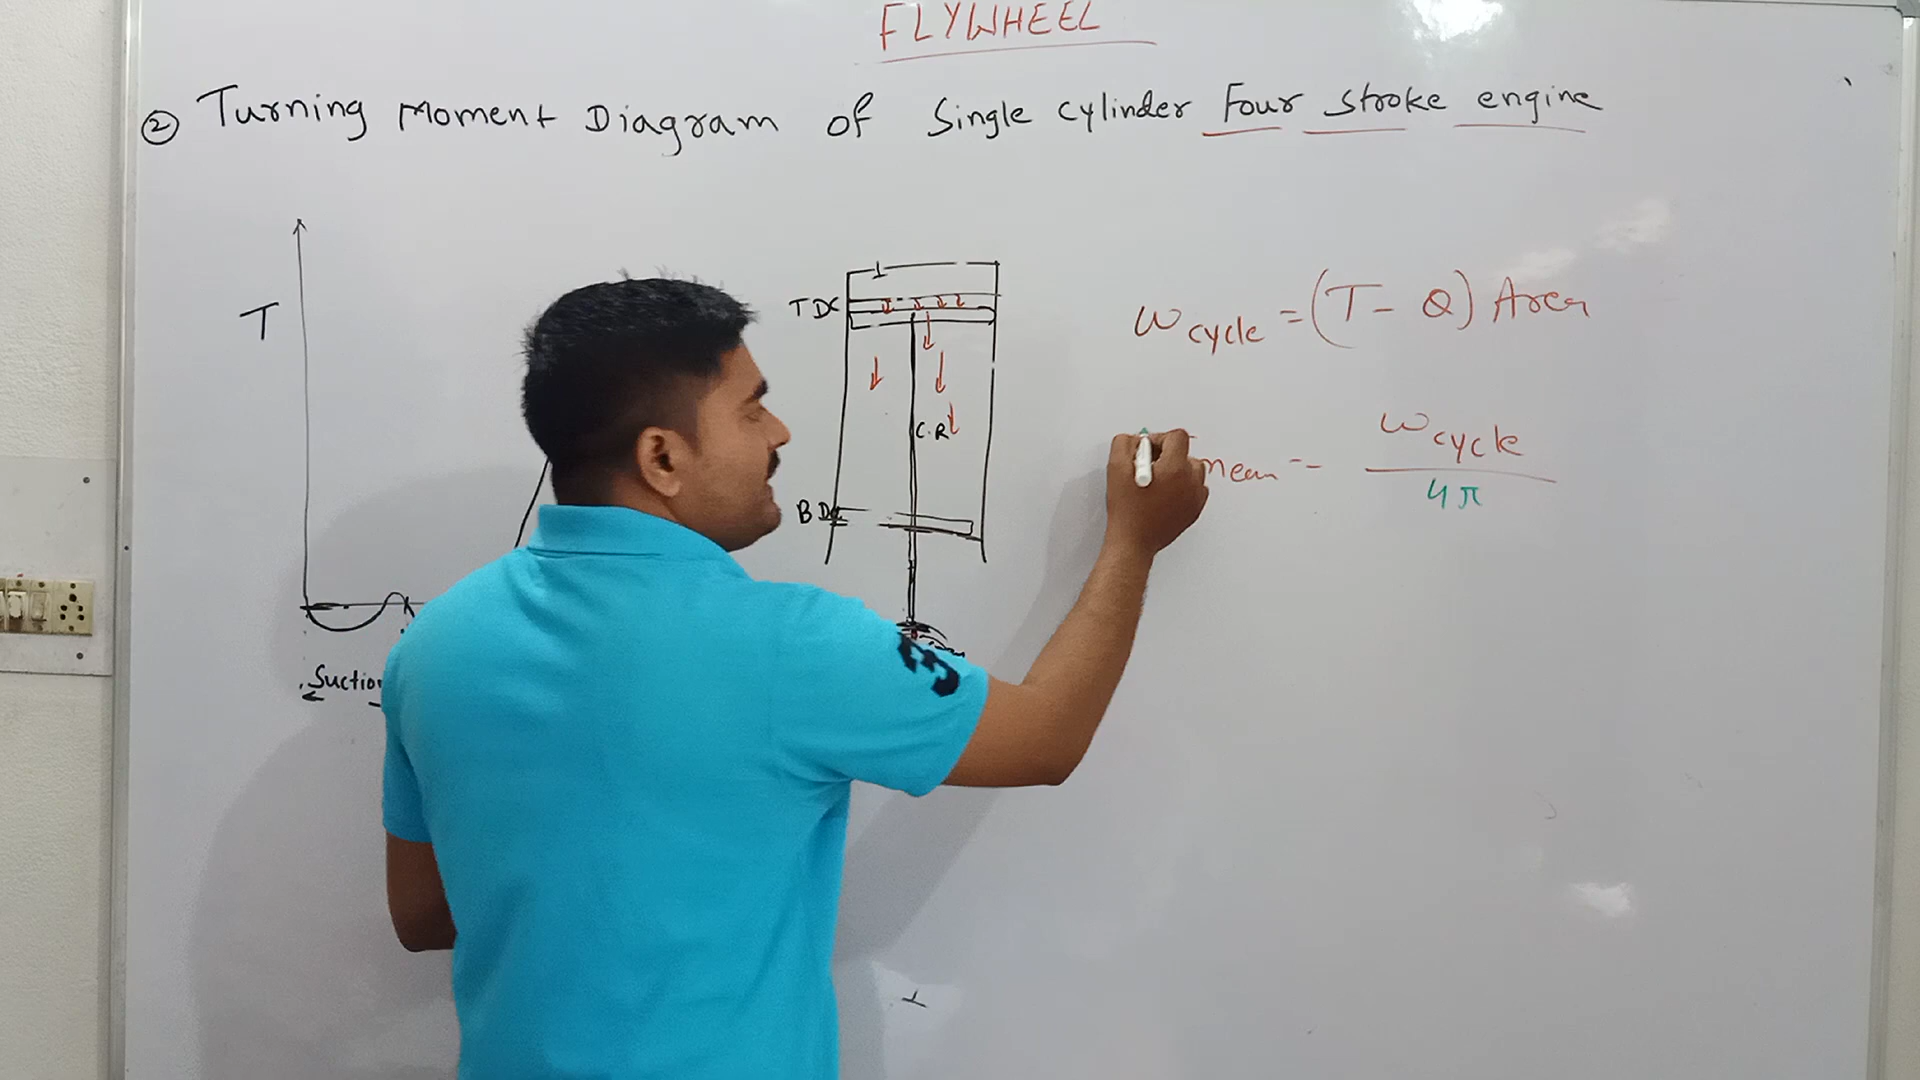 FLYWHEEL
② Turning Moment Diagram of Single cylinder Four stroke engine
T
Suction
TDC
C.R
BDC
W cycle = (T - Q) Area
mean = W cycle / 4π
3